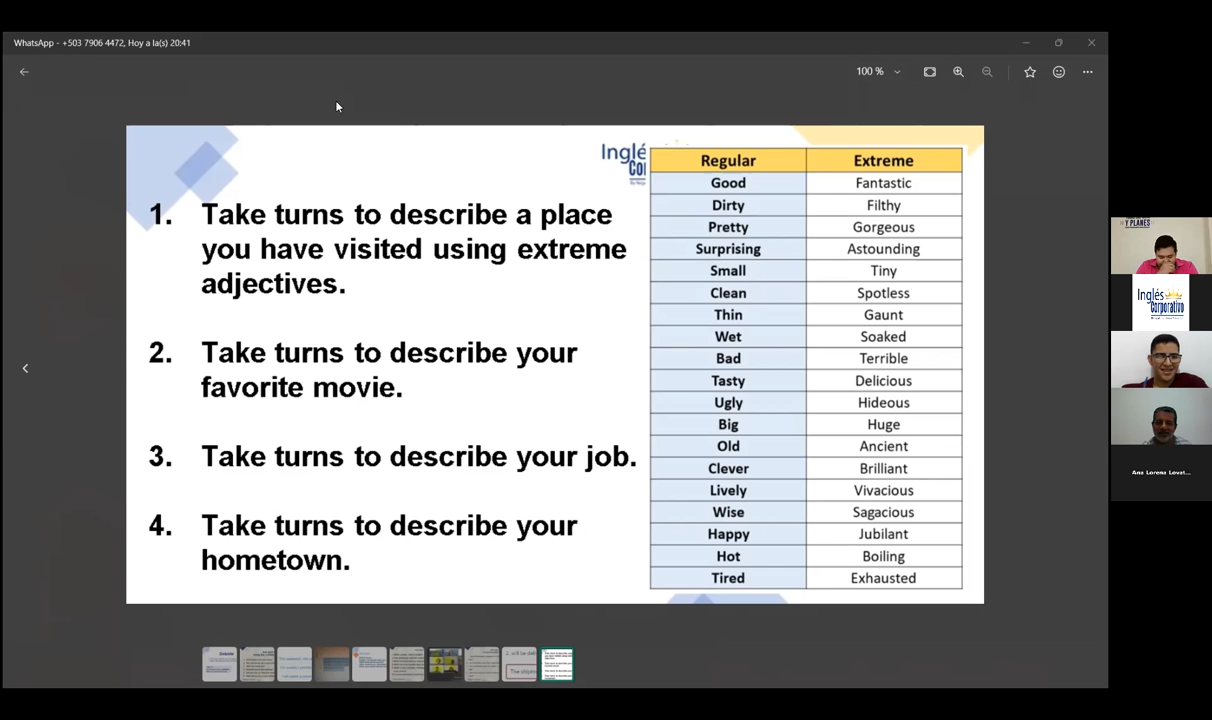 WhatsApp - +503 7906 4472, Hoy a la(s) 20:41
100 %
Inglé
Regular Extreme
Good Fantastic
Dirty Filthy
Pretty Gorgeous
Surprising Astounding
Small Tiny
Clean Spotless
Thin Gaunt
Wet Soaked
Bad Terrible
Tasty Delicious
Ugly Hideous
Big Huge
Old Ancient
Clever Brilliant
Lively Vivacious
Wise Sagacious
Happy Jubilant
Hot Boiling
Tired Exhausted
1. Take turns to describe a place
you have visited using extreme
adjectives.
2. Take turns to describe your
favorite movie.
3. Take turns to describe your job.
4. Take turns to describe your
hometown.
Y PLANES
Inglés
Corporativo
Ana Lorena Lovat...